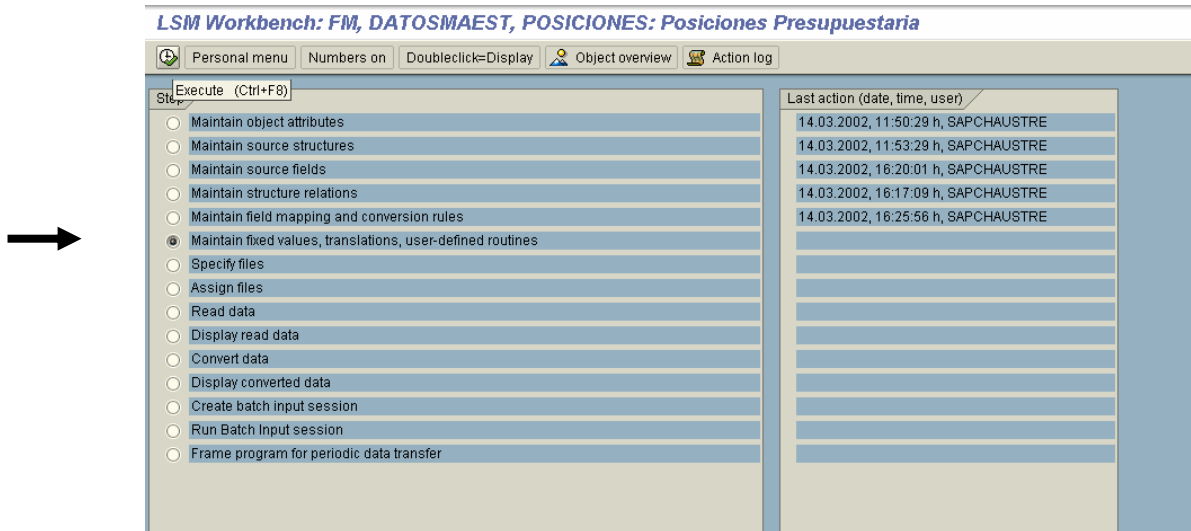 LSM Workbench: FM, DATOSMAEST, POSICIONES: Posiciones Presupuestaria
Personal menu Numbers on Doubleclick=Display Object overview Action log
Execute (Ctrl+F8)
Last action (date, time, user)
Maintain object attributes 14.03.2002, 11:50:29 h, SAPCHAUSTRE
Maintain source structures 14.03.2002, 11:53:29 h, SAPCHAUSTRE
Maintain source fields 14.03.2002, 16:20:01 h, SAPCHAUSTRE
Maintain structure relations 14.03.2002, 16:17:09 h, SAPCHAUSTRE
Maintain field mapping and conversion rules 14.03.2002, 16:25:56 h, SAPCHAUSTRE
Maintain fixed values, translations, user-defined routines
Specify files
Assign files
Read data
Display read data
Convert data
Display converted data
Create batch input session
Run Batch Input session
Frame program for periodic data transfer